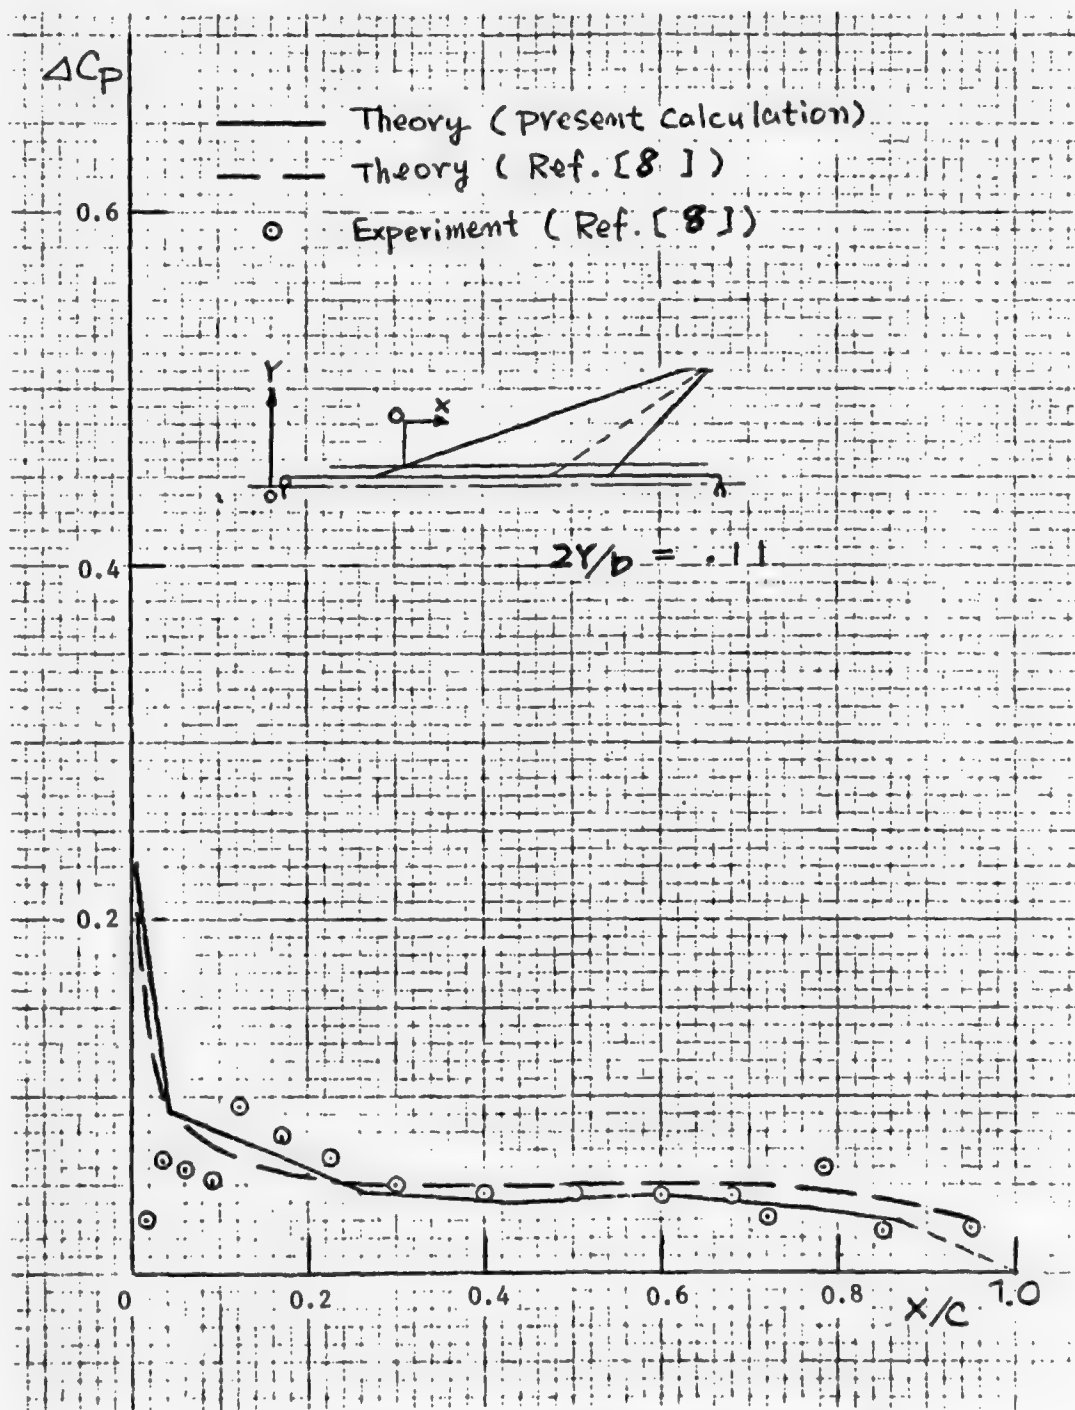 ΔCp
Theory (present calculation)
Theory ( Ref. [8 ] )
0.6
Experiment ( Ref. [ 8 ] )
Y
O
X
O
2Y/b = .11
0.4
0.2
0
0.2
0.4
0.6
0.8
1.0
X/C